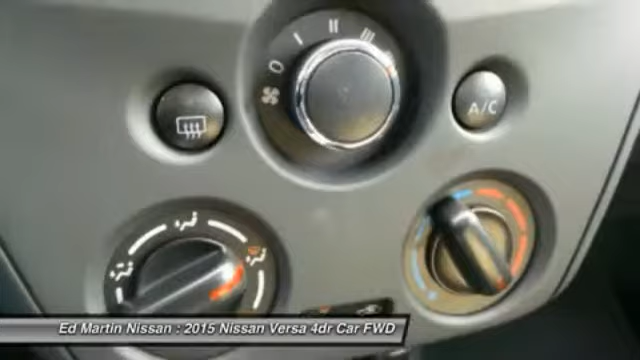 0 I II III
A/C
Ed Martin Nissan : 2015 Nissan Versa 4dr Car FWD